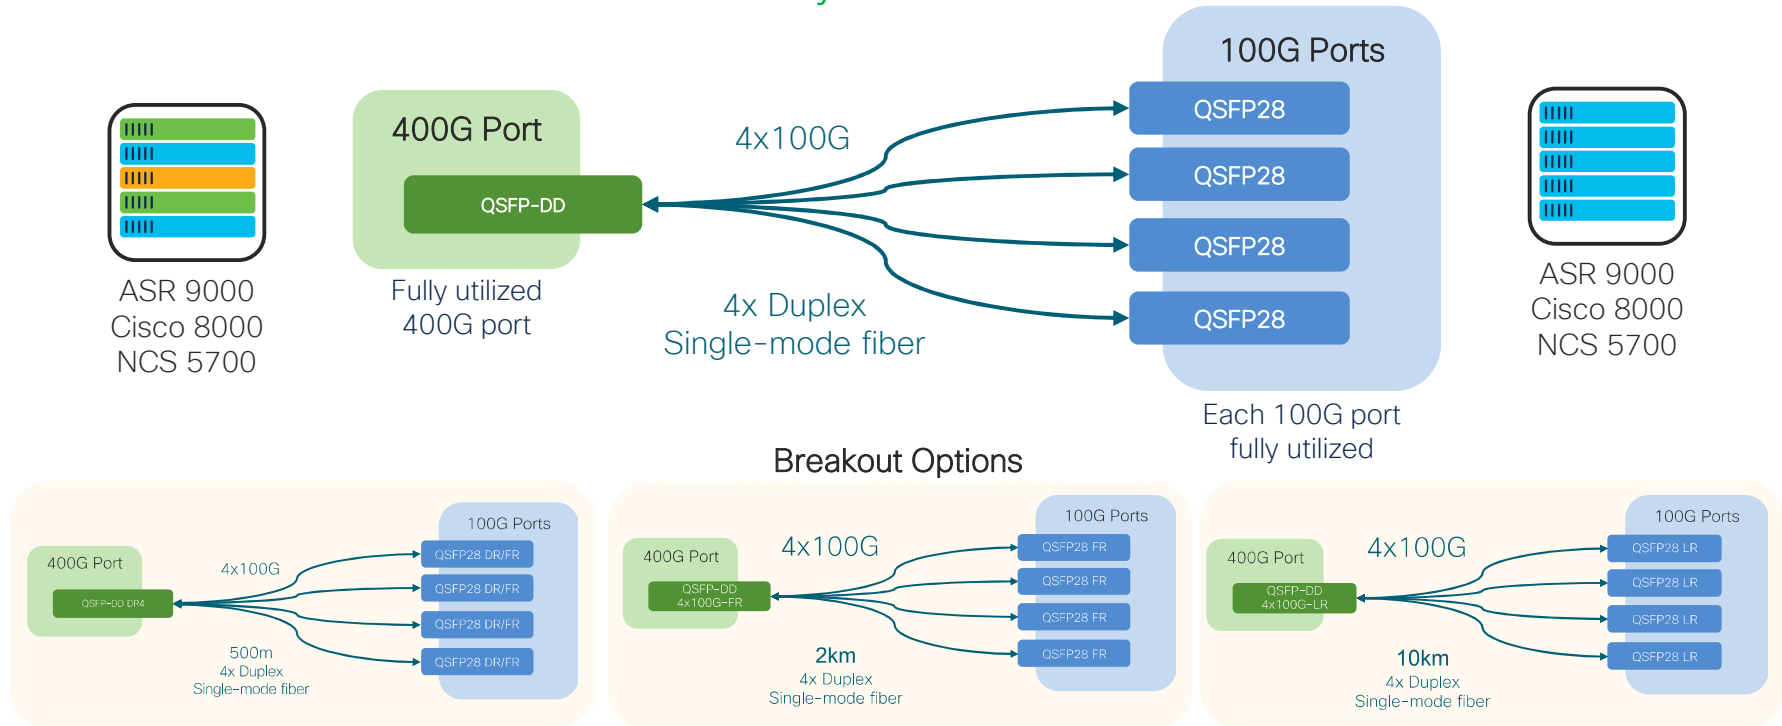 100G Ports
400G Port
QSFP-DD
4x100G
QSFP28
QSFP28
QSFP28
QSFP28
4x Duplex
Single-mode fiber
ASR 9000
Cisco 8000
NCS 5700
Fully utilized
400G port
ASR 9000
Cisco 8000
NCS 5700
Each 100G port
fully utilized
Breakout Options
400G Port
QSFP-DD DR4
4x100G
500m
4x Duplex
Single-mode fiber
100G Ports
QSFP28 DR/FR
QSFP28 DR/FR
QSFP28 DR/FR
QSFP28 DR/FR
400G Port
QSFP-DD
4x100G-FR
4x100G
2km
4x Duplex
Single-mode fiber
100G Ports
QSFP28 FR
QSFP28 FR
QSFP28 FR
QSFP28 FR
400G Port
QSFP-DD
4x100G-LR
4x100G
10km
4x Duplex
Single-mode fiber
100G Ports
QSFP28 LR
QSFP28 LR
QSFP28 LR
QSFP28 LR